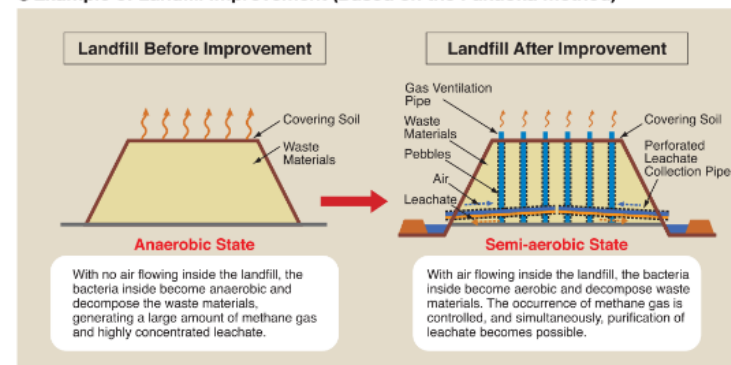 Landfill Before Improvement
Covering Soil
Waste
Materials
Anaerobic State
With no air flowing inside the landfill, the
bacteria inside become anaerobic and
decompose the waste materials,
generating a large amount of methane gas
and highly concentrated leachate.
Landfill After Improvement
Gas Ventilation
Pipe
Waste
Materials
Pebbles
Air
Leachate
Covering Soil
Perforated
Leachate
Collection Pipe
Semi-aerobic State
With air flowing inside the landfill, the bacteria
inside become aerobic and decompose waste
materials. The occurrence of methane gas is
controlled, and simultaneously, purification of
leachate becomes possible.